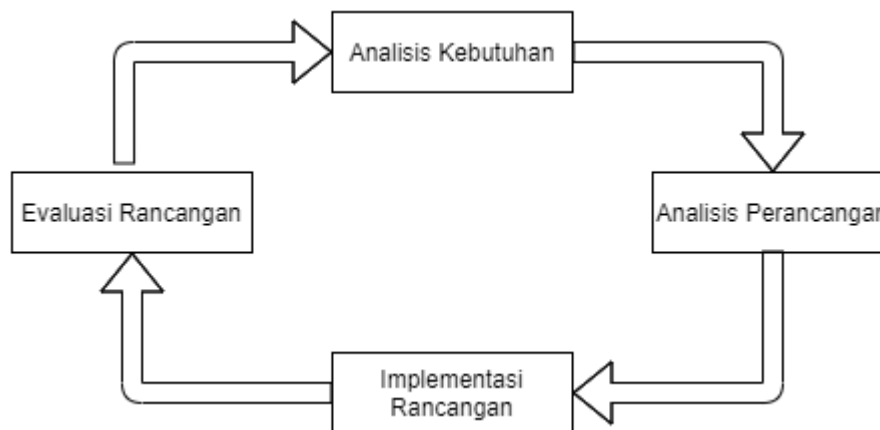 Analisis Kebutuhan
Evaluasi Rancangan
Analisis Perancangan
Implementasi
Rancangan